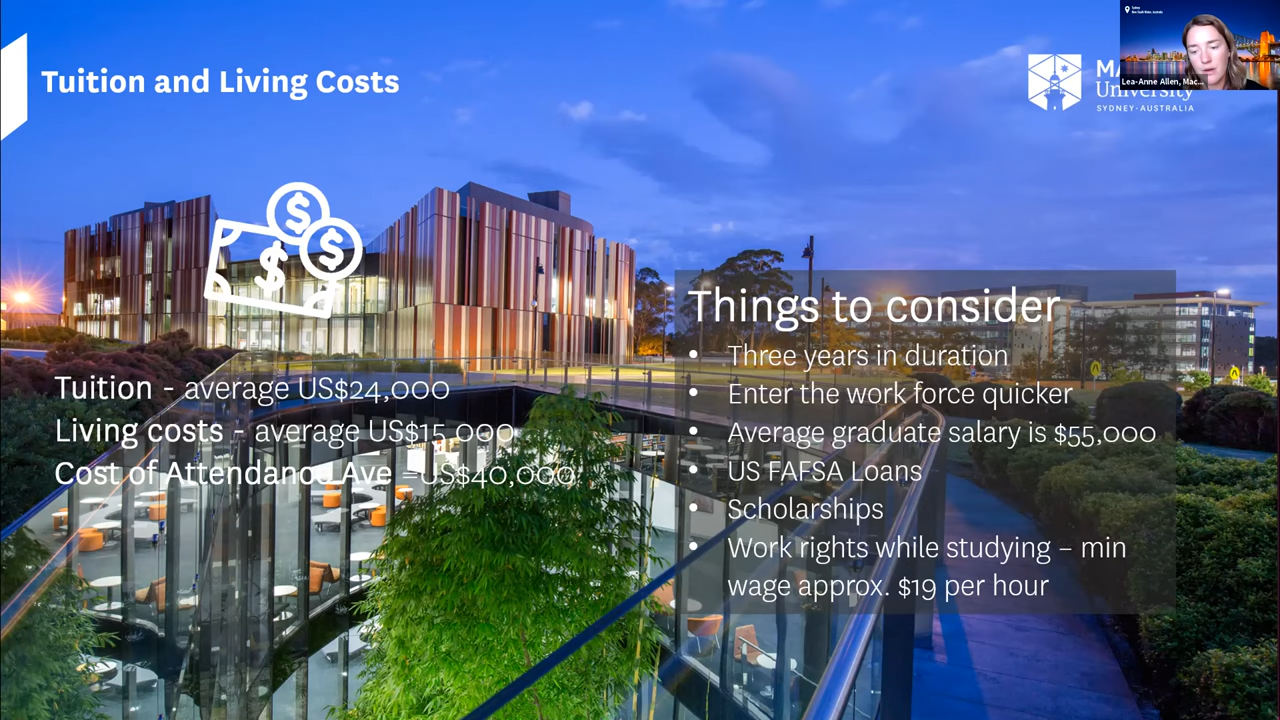 Tuition and Living Costs
Lea-Anne Allen, Mac...
University
SYDNEY·AUSTRALIA
Tuition - average US$24,000
Living costs - average US$15,000
Cost of Attendance Ave =US$40,000
Things to consider
• Three years in duration
• Enter the work force quicker
• Average graduate salary is $55,000
• US FAFSA Loans
• Scholarships
• Work rights while studying – min
wage approx. $19 per hour